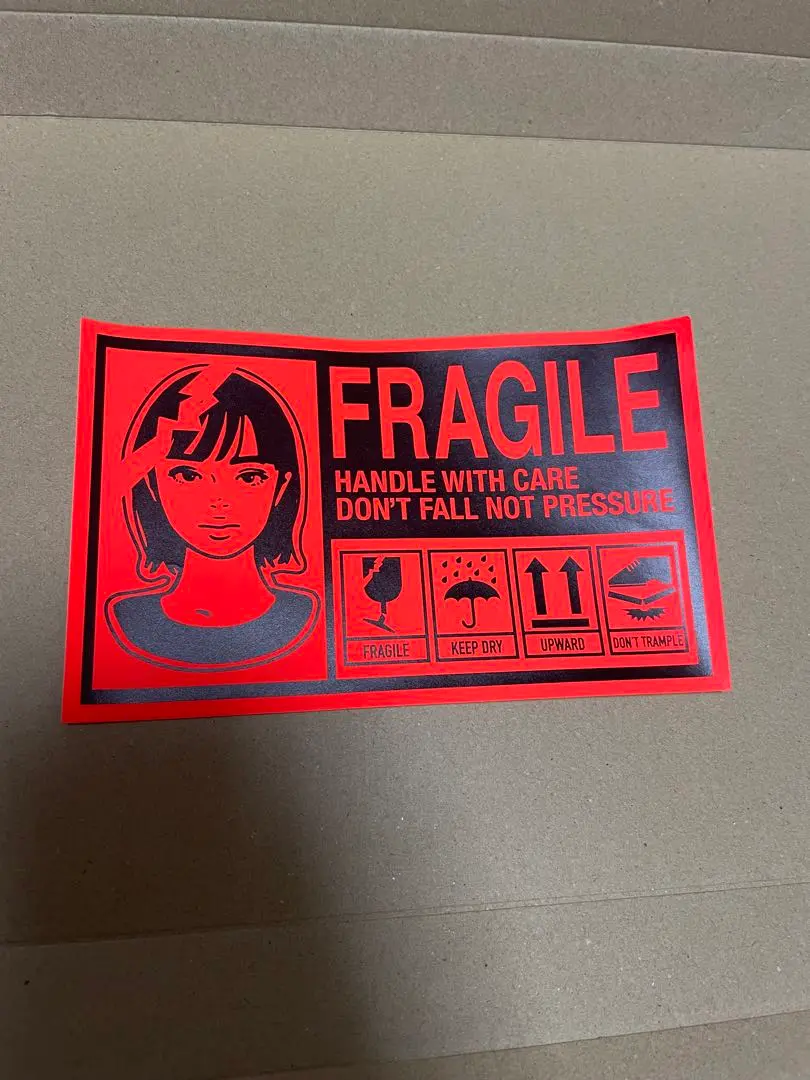 FRAGILE
HANDLE WITH CARE
DON'T FALL NOT PRESSURE
FRAGILE
KEEP DRY
UPWARD
DON'T TRAMPLE